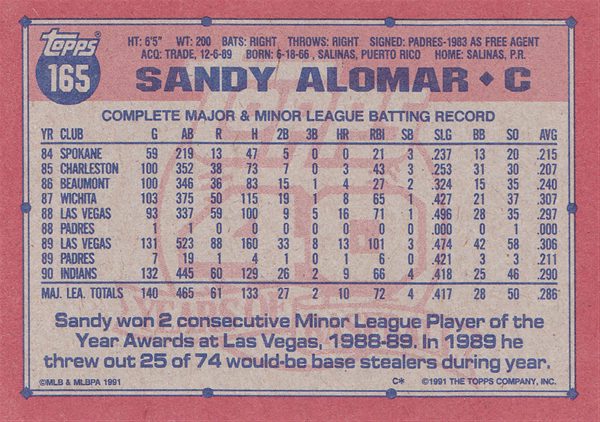 topps®
165
HT: 6'5" WT: 200 BATS: RIGHT THROWS: RIGHT SIGNED: PADRES-1983 AS FREE AGENT
ACQ: TRADE, 12-6-89 BORN: 6-18-66 , SALINAS, PUERTO RICO HOME: SALINAS, P.R.
SANDY ALOMAR ♦ C
COMPLETE MAJOR & MINOR LEAGUE BATTING RECORD
YR CLUB G AB R H 2B 3B HR RBI SB SLG BB SO AVG
84 SPOKANE 59 219 13 47 5 0 0 21 3 .237 13 20 .215
85 CHARLESTON 100 352 38 73 7 0 3 43 3 .253 31 30 .207
86 BEAUMONT 100 346 36 83 15 1 4 27 2 .324 15 35 .240
87 WICHITA 103 375 50 115 19 1 8 65 1 .427 21 37 .307
88 LAS VEGAS 93 337 59 100 9 5 16 71 1 .496 28 35 .297
88 PADRES 1 0 0 0 0 0 0 0 .000 0 1 .000
89 LAS VEGAS 131 523 88 160 33 8 13 101 3 .474 42 58 .306
89 PADRES 7 19 1 4 1 0 1 6 0 .421 3 3 .211
90 INDIANS 132 445 60 129 26 2 9 66 4 .418 25 46 .290
MAJ. LEA. TOTALS 140 465 61 133 27 2 10 72 4 .417 28 50 .286
Sandy won 2 consecutive Minor League Player of the
Year Awards at Las Vegas, 1988-89. In 1989 he
threw out 25 of 74 would-be base stealers during year.
©MLB & MLBPA 1991 C* ©1991 THE TOPPS COMPANY, INC.